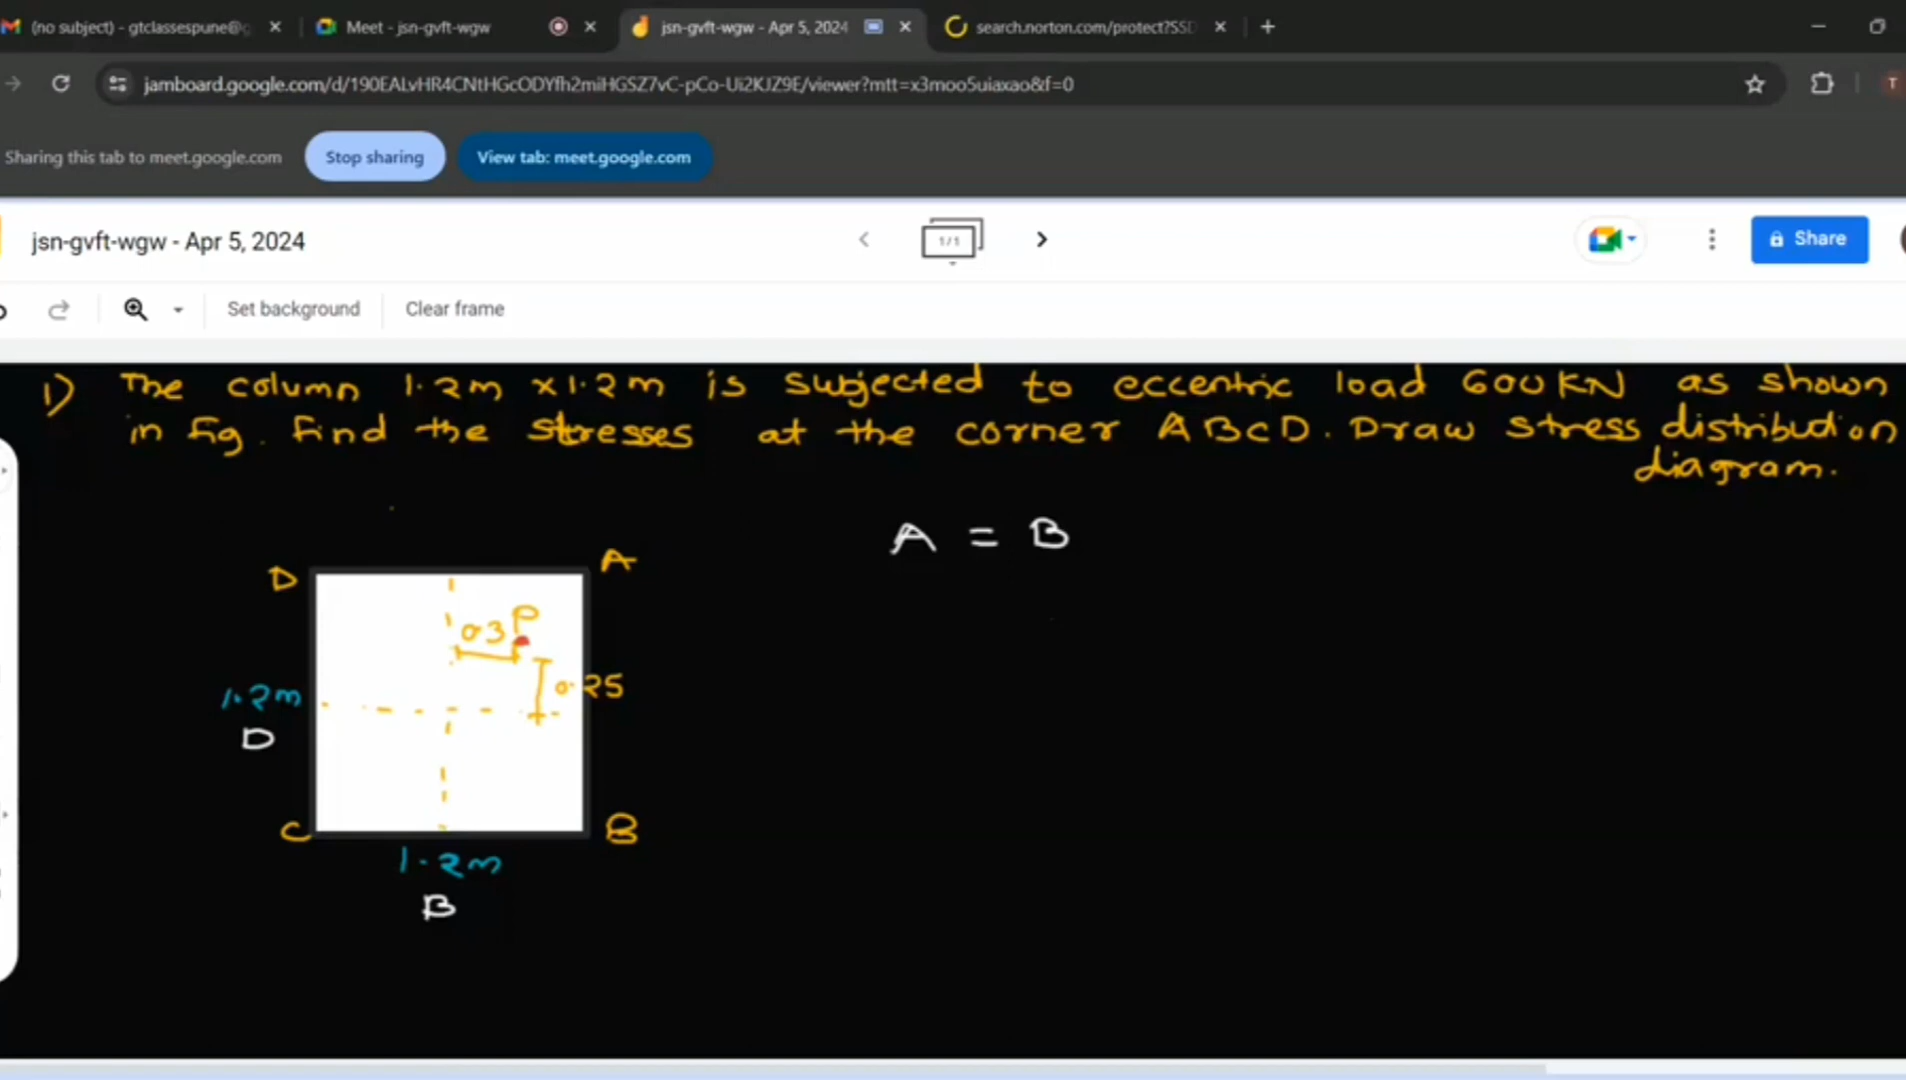 (no subject) - gtclassespune@g
Meet - jsn-gvft-wgw
jsn-gvft-wgw - Apr 5, 2024
search.norton.com/protect?SSD
jamboard.google.com/d/190EALvHR4CNtHGcODYfh2miHGSZ7vC-pCo-Ui2KJZ9E/viewer?mtt=x3moo5uiaxao&f=0
T
Sharing this tab to meet.google.com
Stop sharing
View tab: meet.google.com
jsn-gvft-wgw - Apr 5, 2024
1/1
Share
Set background
Clear frame
1) The column 1.2m x1.2m is subjected to eccentric load 600KN as shown
in fig. Find the stresses at the corner ABCD. Draw stress distribution
diagram.
A = B
D
A
P
0.3
0.25
1.2m
D
C
B
1.2m
B